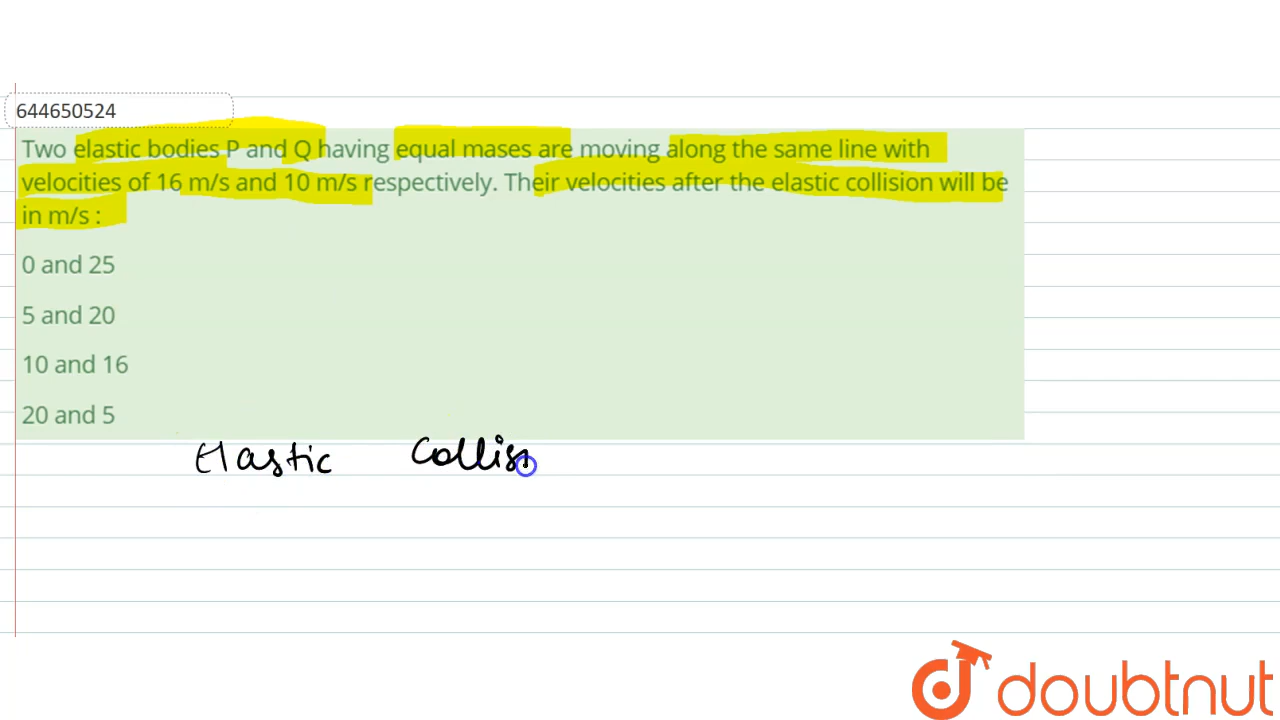 644650524
Two elastic bodies P and Q having equal mases are moving along the same line with
velocities of 16 m/s and 10 m/s respectively. Their velocities after the elastic collision will be
in m/s :
0 and 25
5 and 20
10 and 16
20 and 5
Elastic Collis
doubtnut